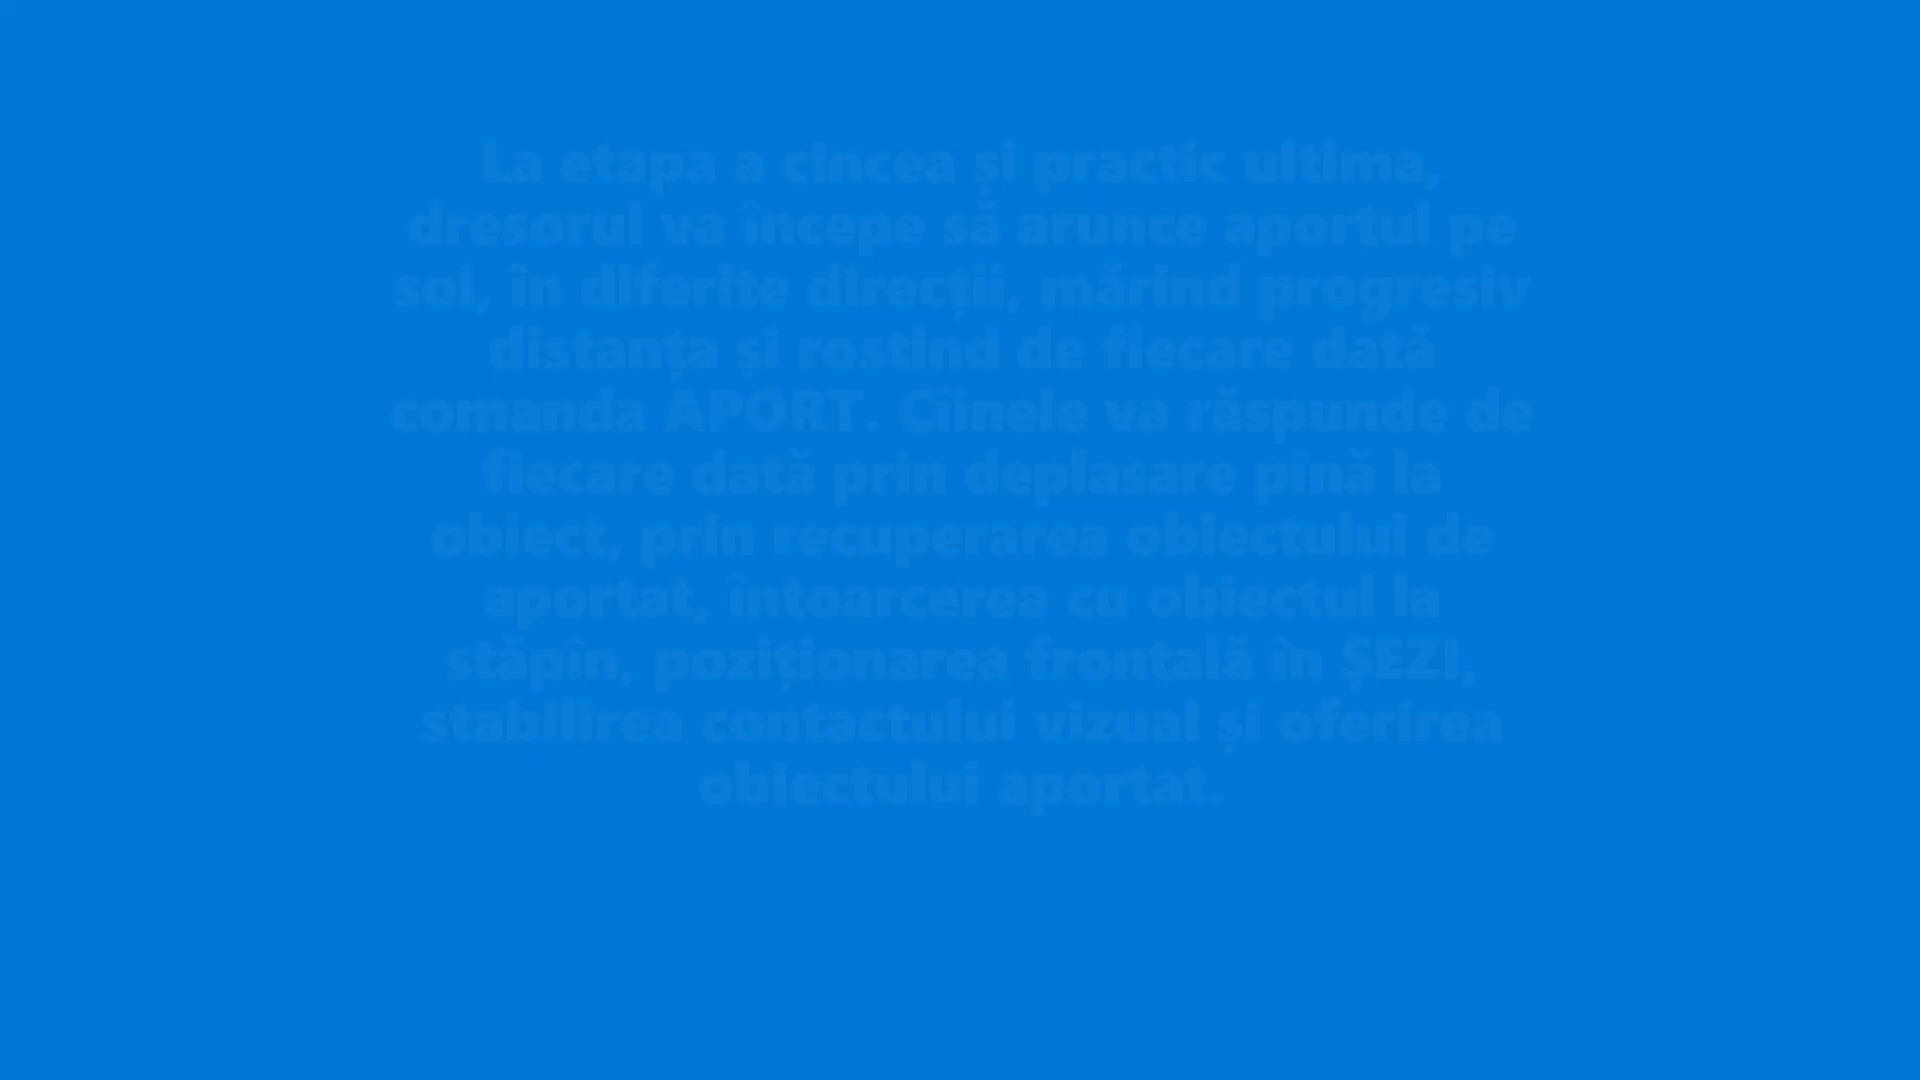 La etapa a cincea și practic ultima,
dresorul va începe să arunce aportul pe
sol, în diferite direcții, mărind progresiv
distanța și rostind de fiecare dată
comanda APORT. Cîinele va răspunde de
fiecare dată prin deplasare pînă la
obiect, prin recuperarea obiectului de
aportat, întoarcerea cu obiectul la
stăpîn, poziționarea frontală în ȘEZI,
stabilirea contactului vizual și oferirea
obiectului aportat.